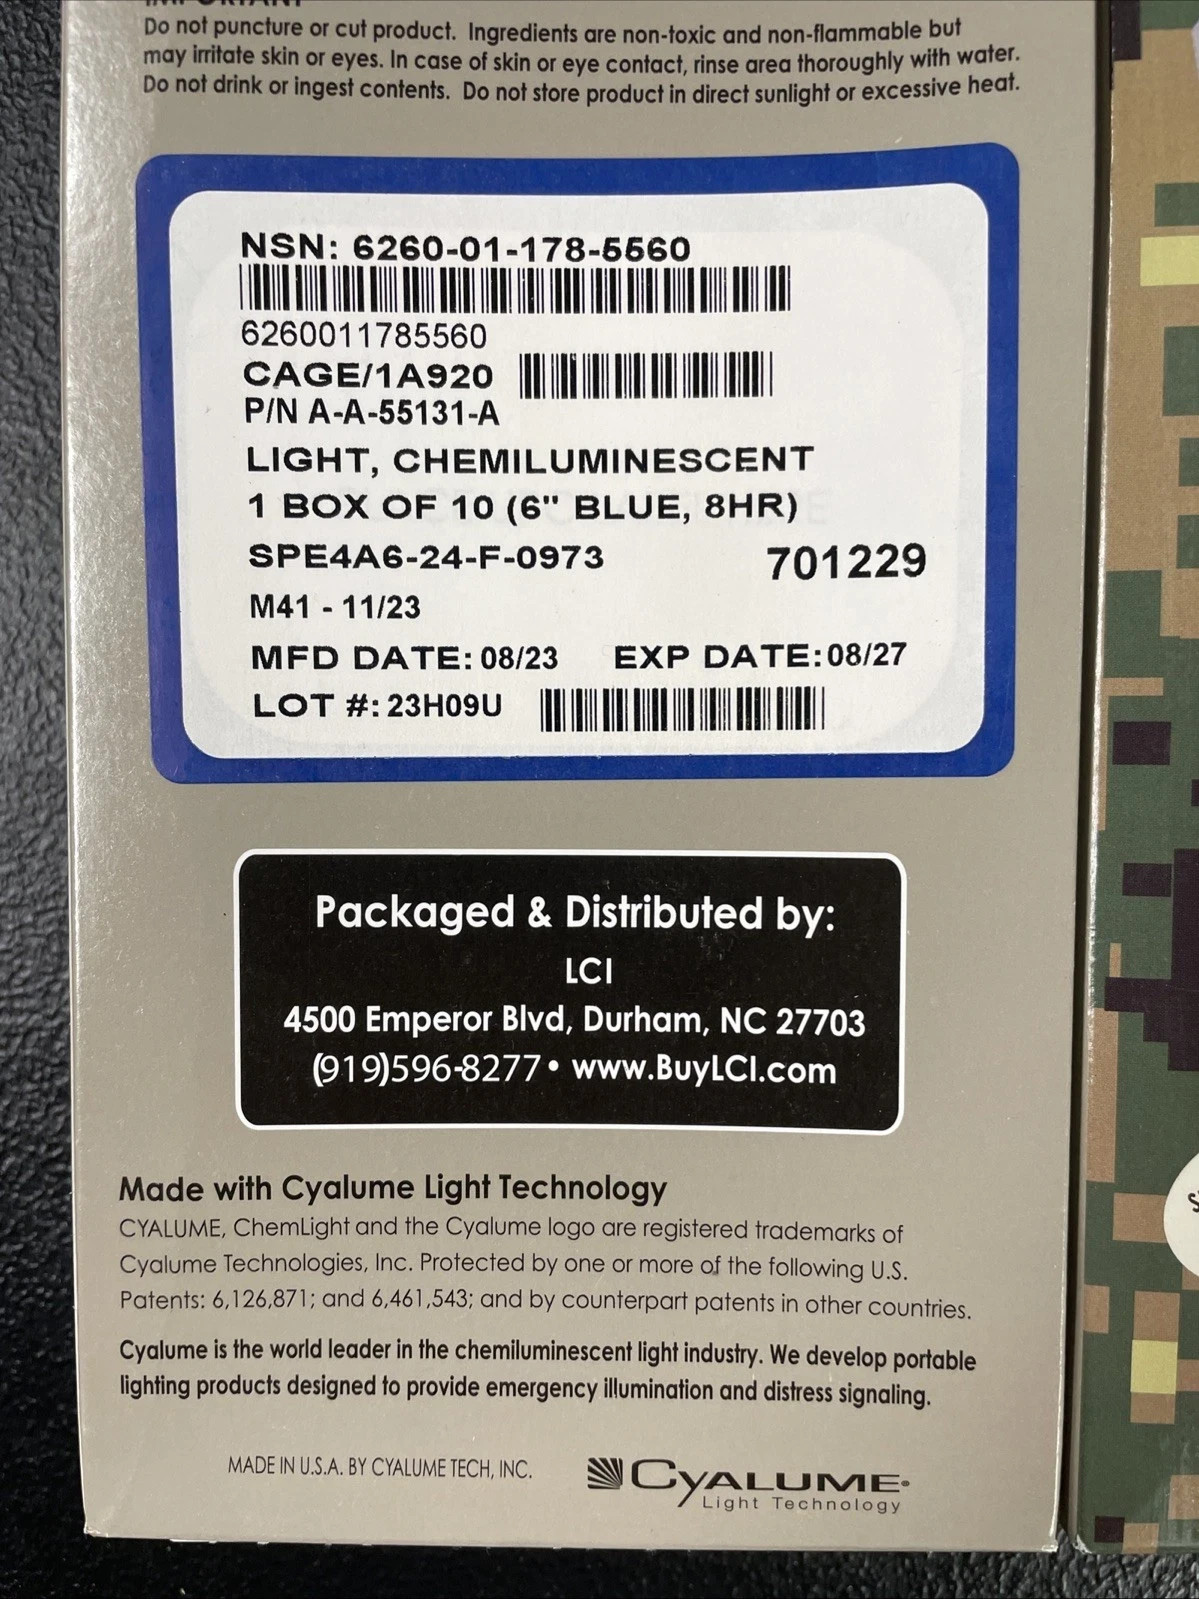 Do not puncture or cut product. Ingredients are non-toxic and non-flammable but
may irritate skin or eyes. In case of skin or eye contact, rinse area thoroughly with water.
Do not drink or ingest contents. Do not store product in direct sunlight or excessive heat.
NSN: 6260-01-178-5560
6260011785560
CAGE/1A920
P/N A-A-55131-A
LIGHT, CHEMILUMINESCENT
1 BOX OF 10 (6" BLUE, 8HR)
SPE4A6-24-F-0973 701229
M41 - 11/23
MFD DATE: 08/23 EXP DATE:08/27
LOT #: 23H09U
Packaged & Distributed by:
LCI
4500 Emperor Blvd, Durham, NC 27703
(919)596-8277• www.BuyLCI.com
Made with Cyalume Light Technology
CYALUME, ChemLight and the Cyalume logo are registered trademarks of
Cyalume Technologies, Inc. Protected by one or more of the following U.S.
Patents: 6,126,871; and 6,461,543; and by counterpart patents in other countries.
Cyalume is the world leader in the chemiluminescent light industry. We develop portable
lighting products designed to provide emergency illumination and distress signaling.
MADE IN U.S.A. BY CYALUME TECH, INC.
CYALUME
Light Technology